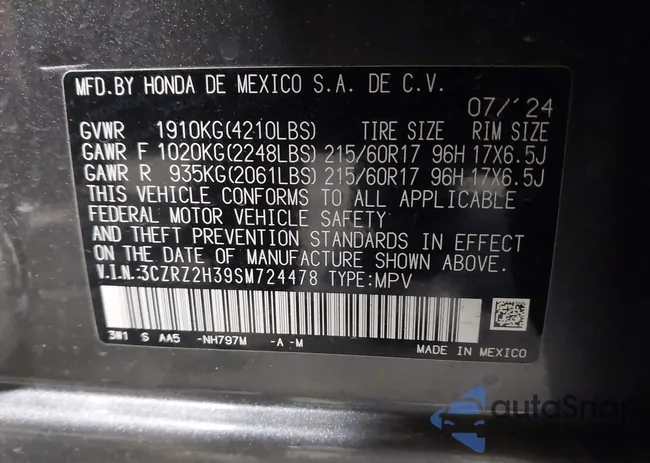 MFD.BY HONDA DE MEXICO S.A. DE C.V.
07/'24
GVWR 1910KG(4210LBS) TIRE SIZE RIM SIZE
GAWR F 1020KG(2248LBS) 215/60R17 96H 17X6.5J
GAWR R 935KG(2061LBS) 215/60R17 96H 17X6.5J
THIS VEHICLE CONFORMS TO ALL APPLICABLE
FEDERAL MOTOR VEHICLE SAFETY
AND THEFT PREVENTION STANDARDS IN EFFECT
ON THE DATE OF MANUFACTURE SHOWN ABOVE.
V.I.N.:3CZRZ2H39SM724478 TYPE:MPV
3W1 S AA5 -NH797M -A -M
MADE IN MEXICO
autoSnap